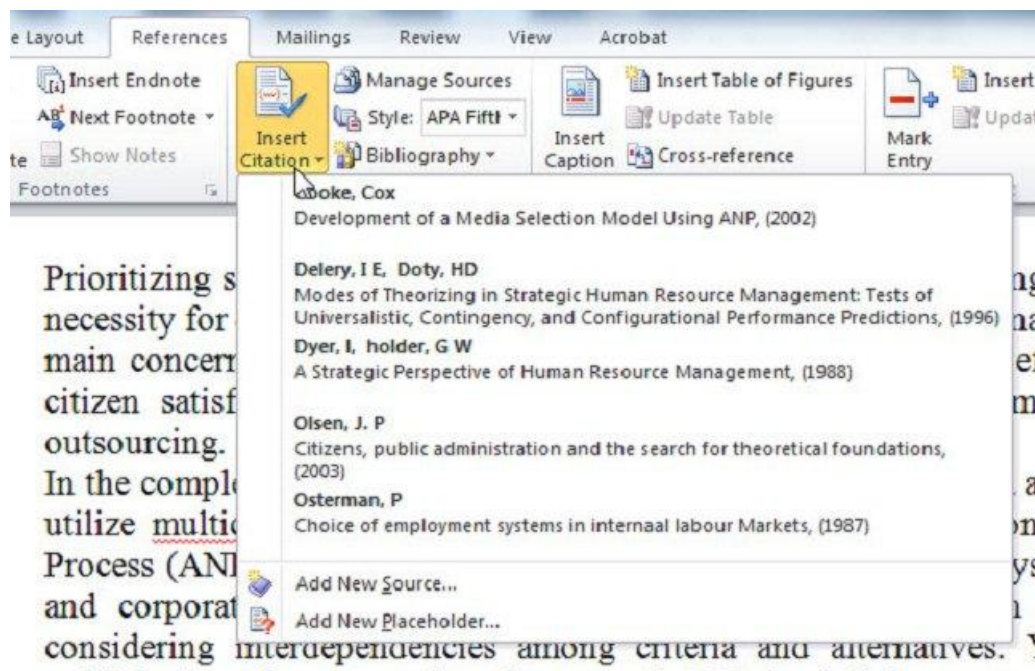 e Layout References Mailings Review View Acrobat
Insert Endnote Manage Sources Insert Table of Figures Insert
AB¹ Next Footnote Style: APA Fifth Update Table Updat
te Show Notes Insert Citation Bibliography Insert Caption Cross-reference Mark Entry
Footnotes
Cox
Development of a Media Selection Model Using ANP, (2002)
Delery, I E, Doty, HD
Modes of Theorizing in Strategic Human Resource Management: Tests of
Universalistic, Contingency, and Configurational Performance Predictions, (1996)
Dyer, I, holder, G W
A Strategic Perspective of Human Resource Management, (1988)
Olsen, J. P
Citizens, public administration and the search for theoretical foundations,
(2003)
Osterman, P
Choice of employment systems in internaal labour Markets, (1987)
Add New Source...
Add New Placeholder...
Prioritizing s
necessity for
main concern
citizen satisf
outsourcing.
In the comple
utilize multic
Process (AN
and corporat
considering interdependencies among criteria and alternatives.